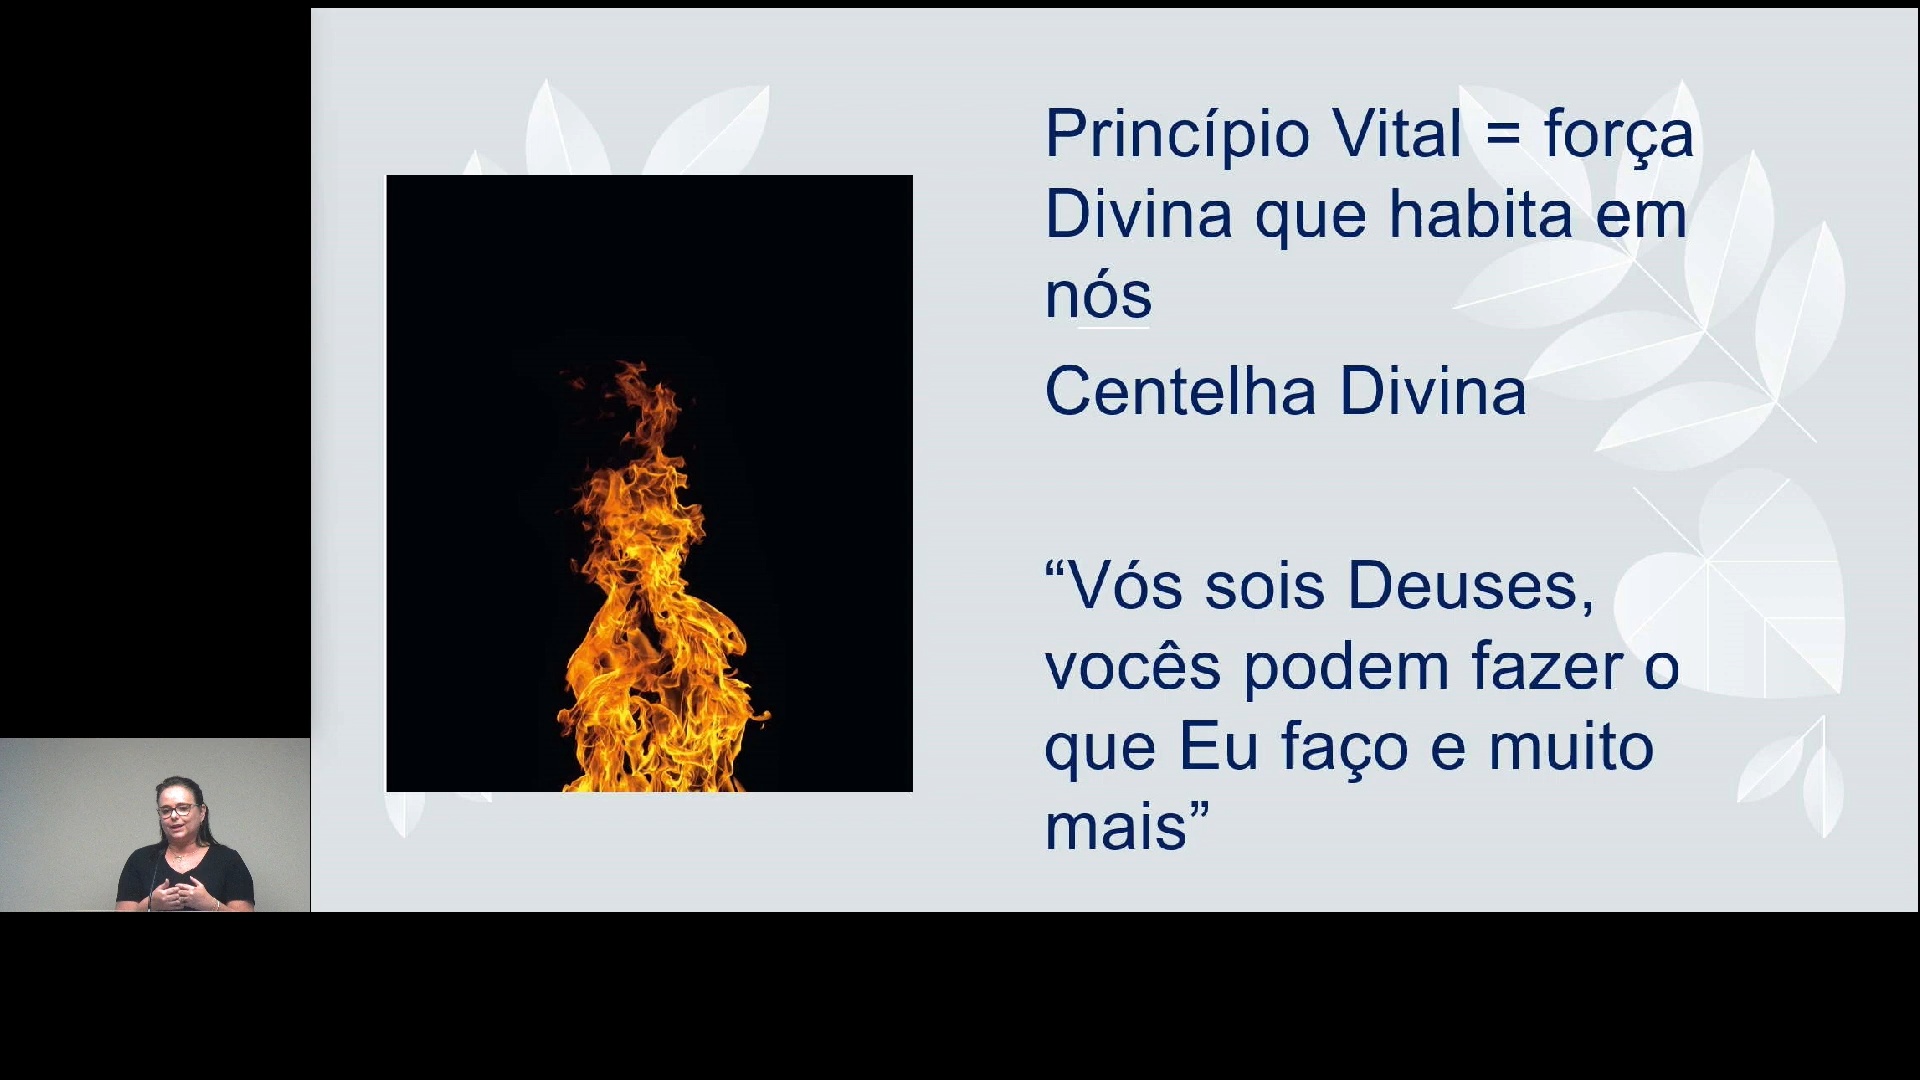 Princípio Vital = força
Divina que habita em
nós
Centelha Divina
“Vós sois Deuses,
vocês podem fazer o
que Eu faço e muito
mais”